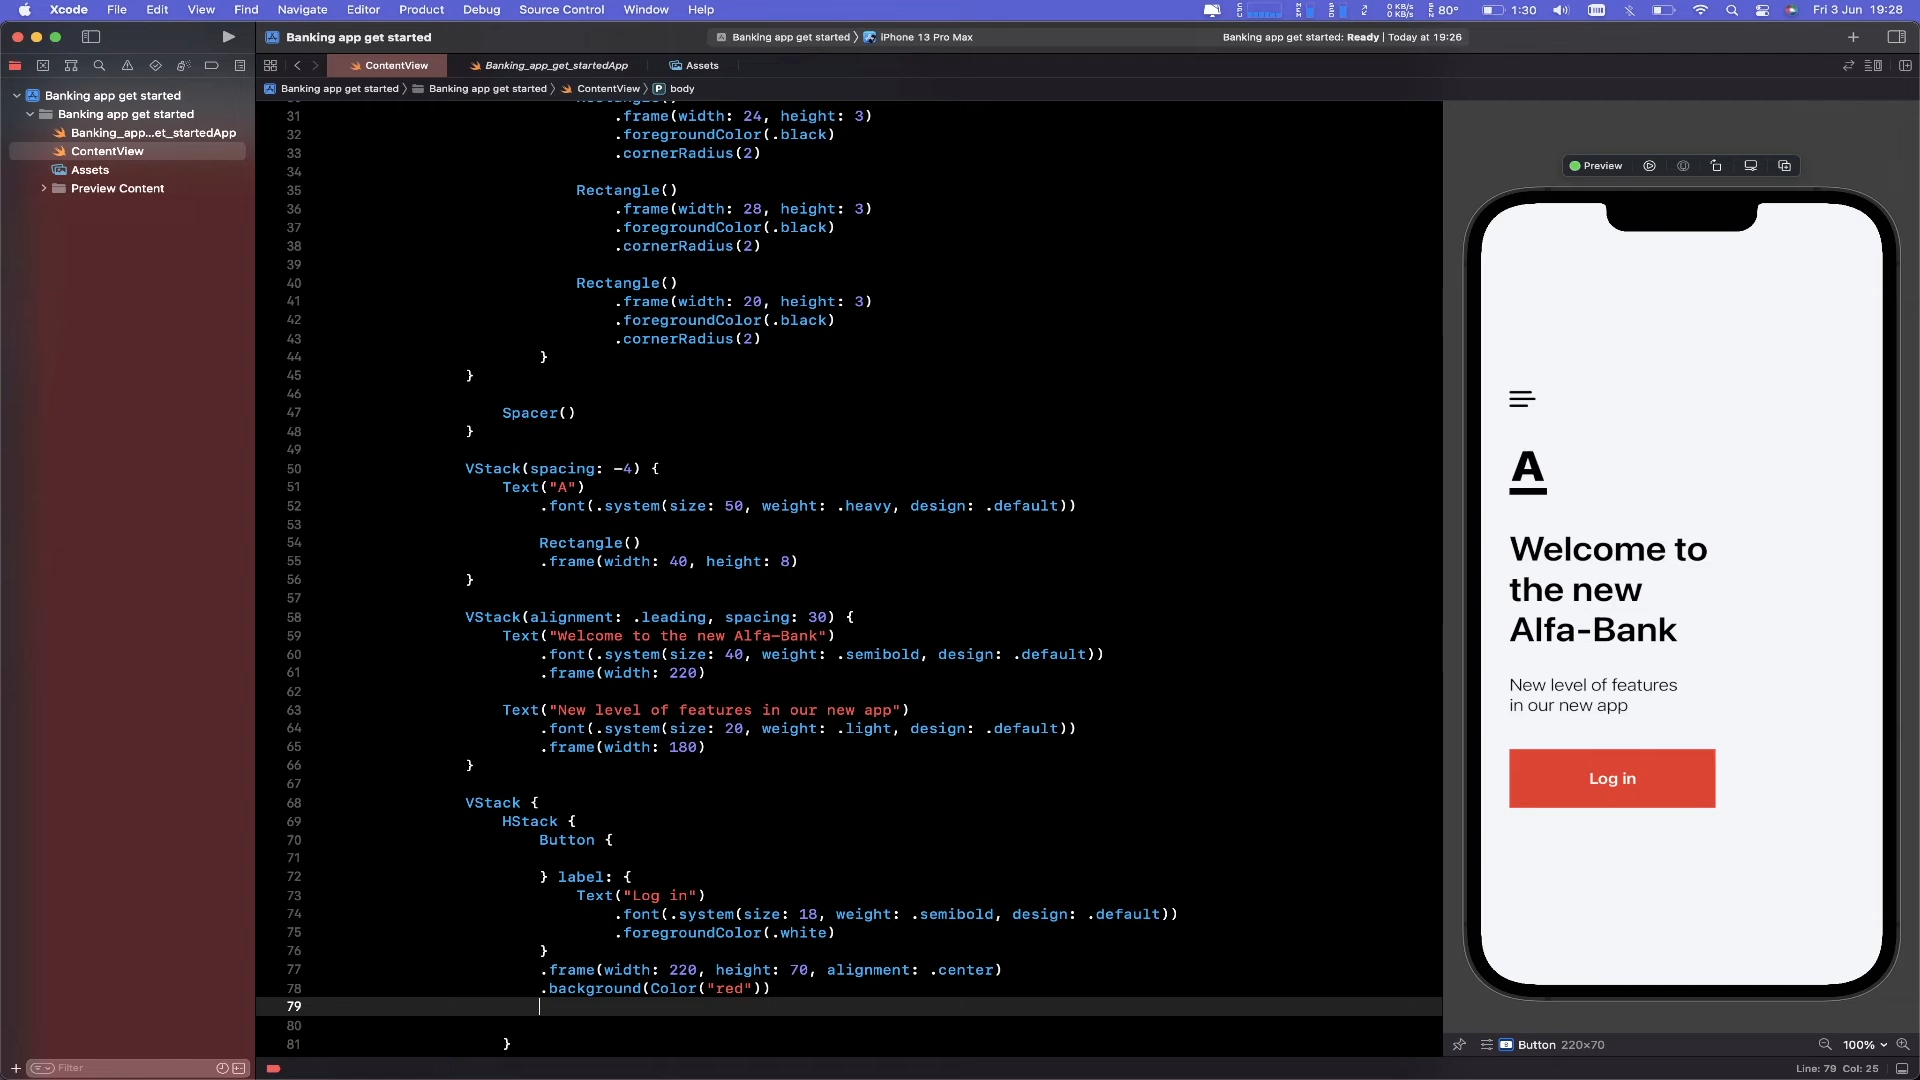 Xcode File Edit View Find Navigate Editor Product Debug Source Control Window Help
0 KB/s
0 KB/s
80° 1:30 Fri 3 Jun 19:28
Banking app get started
Banking app get started 〉 iPhone 13 Pro Max
Banking app get started: Ready | Today at 19:26
ContentView
Banking_app_get_startedApp
Assets
Banking app get started 〉 Banking app get started 〉 ContentView 〉 P body
Banking app get started
Banking app get started
Banking_app...et_startedApp
ContentView
Assets
Preview Content
31 .frame(width: 24, height: 3)
32 .foregroundColor(.black)
33 .cornerRadius(2)
34
35 Rectangle()
36 .frame(width: 28, height: 3)
37 .foregroundColor(.black)
38 .cornerRadius(2)
39
40 Rectangle()
41 .frame(width: 20, height: 3)
42 .foregroundColor(.black)
43 .cornerRadius(2)
44 }
45 }
46
47 Spacer()
48 }
49
50 VStack(spacing: -4) {
51 Text("A")
52 .font(.system(size: 50, weight: .heavy, design: .default))
53
54 Rectangle()
55 .frame(width: 40, height: 8)
56 }
57
58 VStack(alignment: .leading, spacing: 30) {
59 Text("Welcome to the new Alfa-Bank")
60 .font(.system(size: 40, weight: .semibold, design: .default))
61 .frame(width: 220)
62
63 Text("New level of features in our new app")
64 .font(.system(size: 20, weight: .light, design: .default))
65 .frame(width: 180)
66 }
67
68 VStack {
69 HStack {
70 Button {
71
72 } label: {
73 Text("Log in")
74 .font(.system(size: 18, weight: .semibold, design: .default))
75 .foregroundColor(.white)
76 }
77 .frame(width: 220, height: 70, alignment: .center)
78 .background(Color("red"))
79
80
81 }
Preview
A
Welcome to
the new
Alfa-Bank
New level of features
in our new app
Log in
Button 220×70
100%
Filter
Line: 79 Col: 25